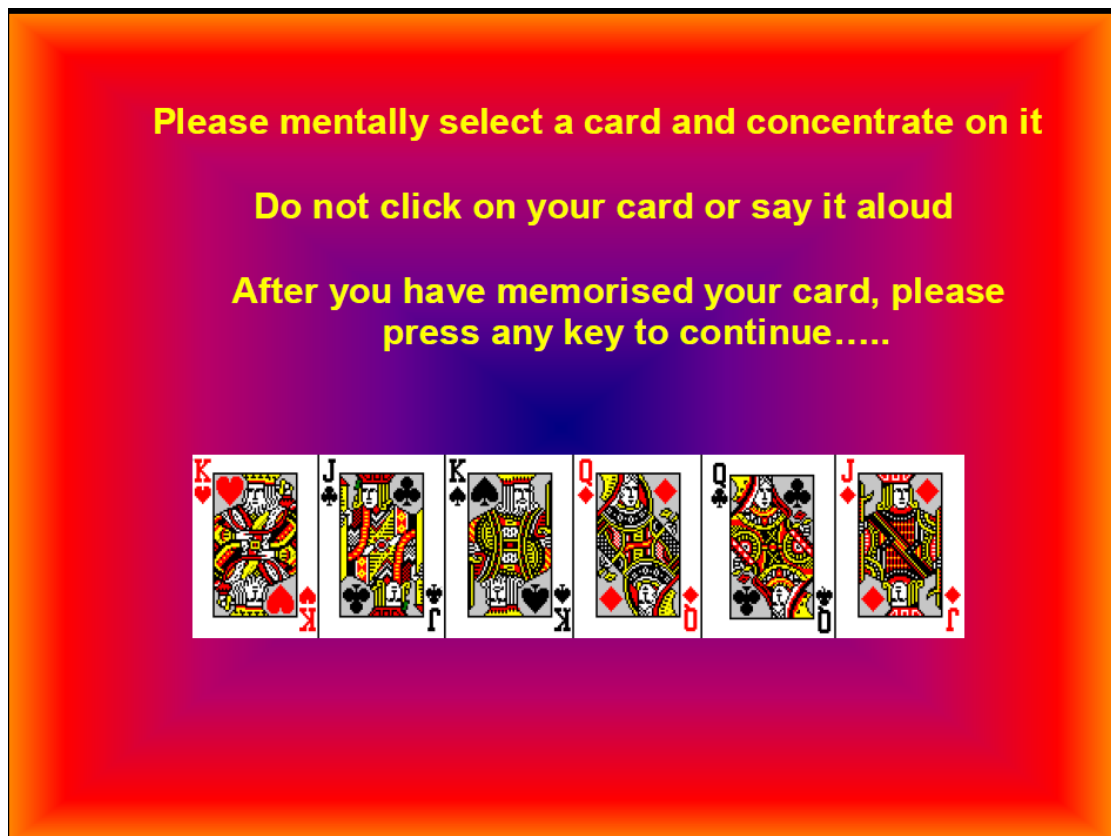 Please mentally select a card and concentrate on it
Do not click on your card or say it aloud
After you have memorised your card, please
press any key to continue…..
K J K Q Q J
K J K Q Q J